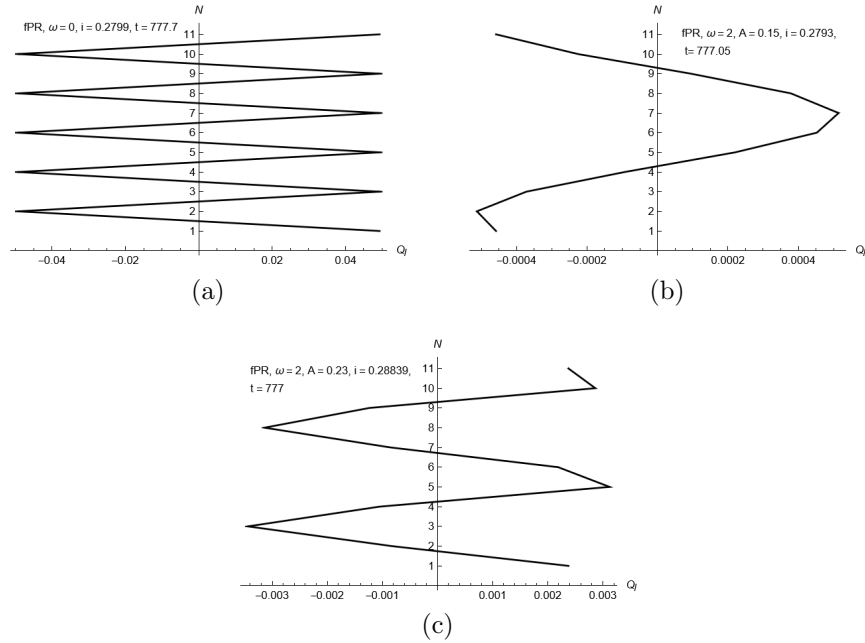 N
fPR, ω = 0, i = 0.2799, t = 777.7
11
10
9
8
7
6
5
4
3
2
1
−0.04 −0.02 0.02 0.04 Q_l
(a)
N
fPR, ω = 2, A = 0.15, i = 0.2793,
t = 777.05
11
10
9
8
7
6
5
4
3
2
1
−0.0004 −0.0002 0.0002 0.0004 Q_l
(b)
N
fPR, ω = 2, A = 0.23, i = 0.28839,
t = 777
11
10
9
8
7
6
5
4
3
2
1
−0.003 −0.002 −0.001 0.001 0.002 0.003 Q_l
(c)